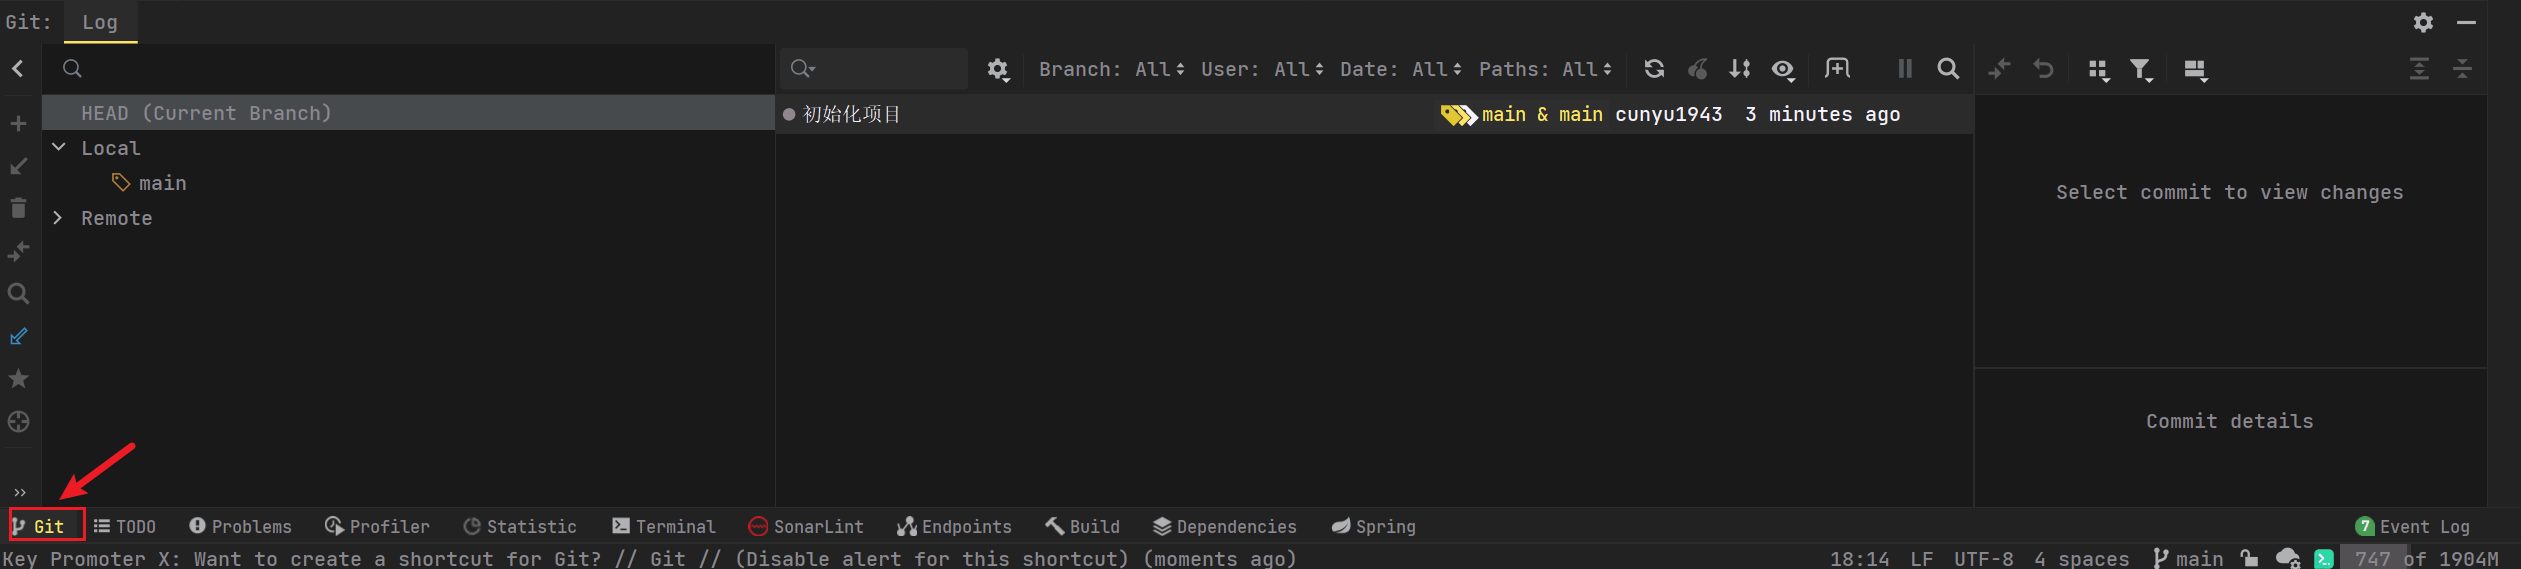 Git: Log
Branch: All User: All Date: All Paths: All
HEAD (Current Branch)
初始化项目 main & main cunyu1943 3 minutes ago
Local
main
Remote
Select commit to view changes
Commit details
Git TODO Problems Profiler Statistic Terminal SonarLint Endpoints Build Dependencies Spring 7 Event Log
Key Promoter X: Want to create a shortcut for Git? // Git // (Disable alert for this shortcut) (moments ago) 18:14 LF UTF-8 4 spaces main 747 of 1904M